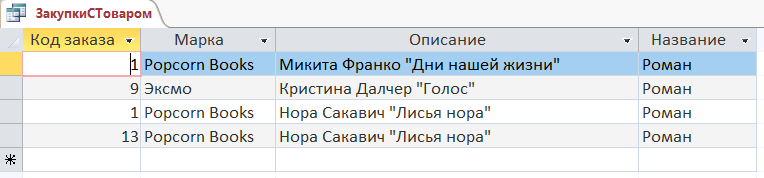 ЗакупкиСТоваром
Код заказа Марка Описание Название
1 Popcorn Books Микита Франко "Дни нашей жизни" Роман
9 Эксмо Кристина Далчер "Голос" Роман
1 Popcorn Books Нора Сакавич "Лисья нора" Роман
13 Popcorn Books Нора Сакавич "Лисья нора" Роман